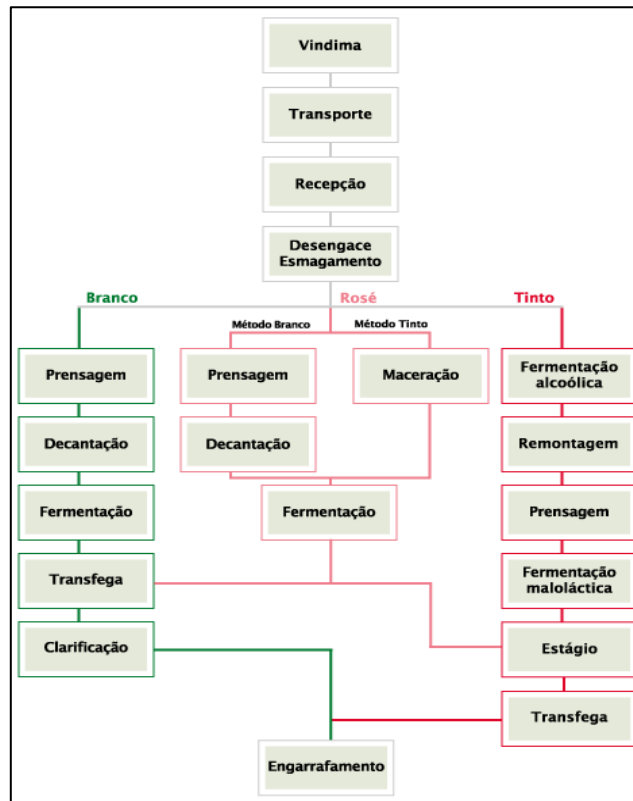 Vindima
Transporte
Recepção
Desengace
Esmagamento
Branco
Rosé
Tinto
Método Branco
Método Tinto
Prensagem
Prensagem
Maceração
Fermentação
alcoólica
Decantação
Decantação
Remontagem
Fermentação
Fermentação
Prensagem
Transfega
Fermentação
maloláctica
Clarificação
Estágio
Transfega
Engarrafamento